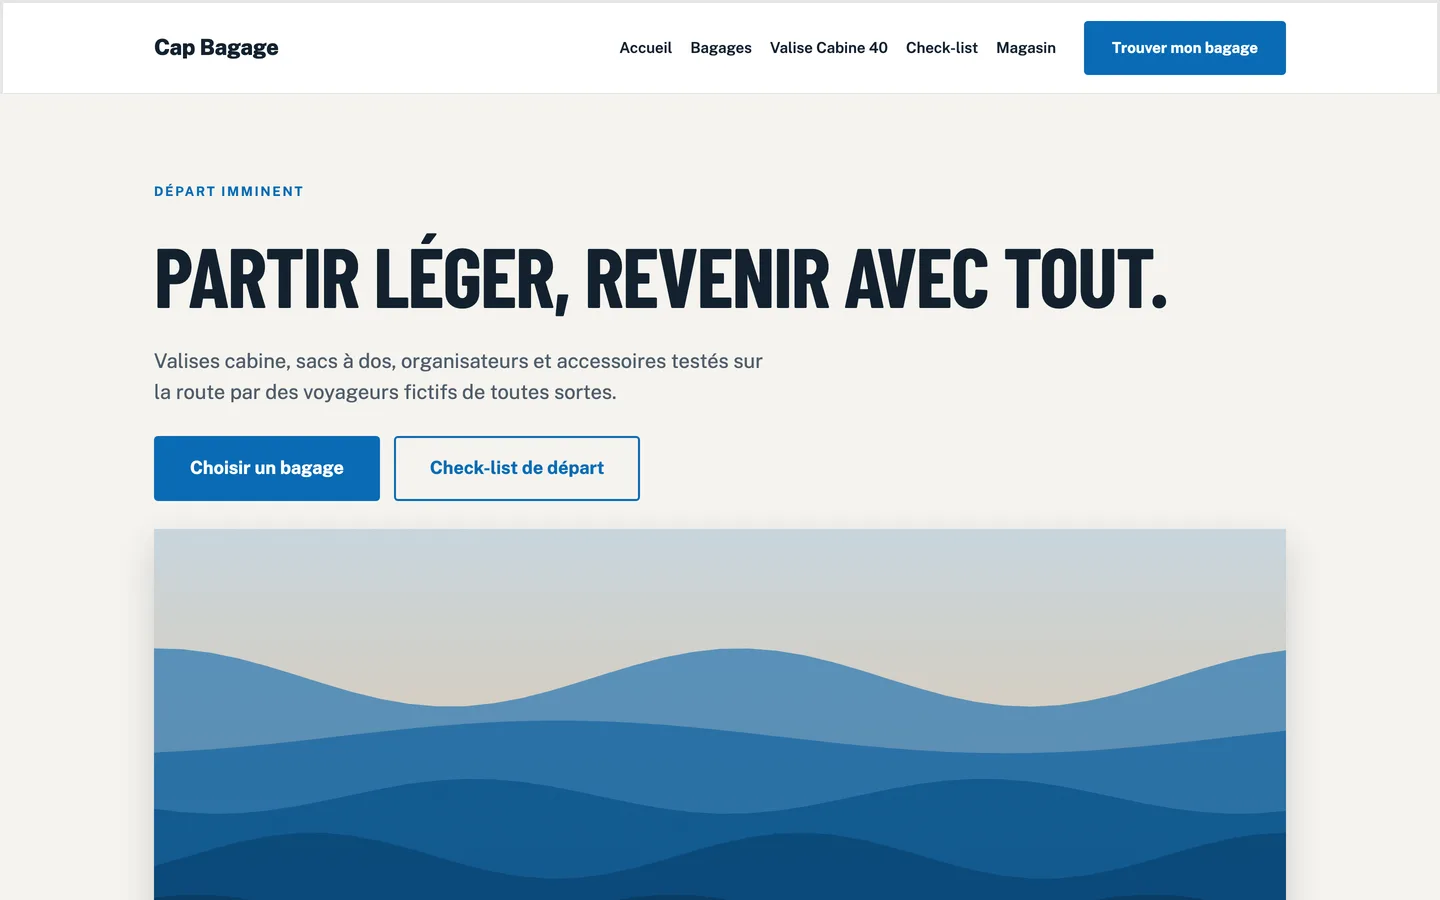 Cap Bagage
Accueil Bagages Valise Cabine 40 Check-list Magasin Trouver mon bagage
DÉPART IMMINENT
PARTIR LÉGER, REVENIR AVEC TOUT.
Valises cabine, sacs à dos, organisateurs et accessoires testés sur
la route par des voyageurs fictifs de toutes sortes.
Choisir un bagage Check-list de départ